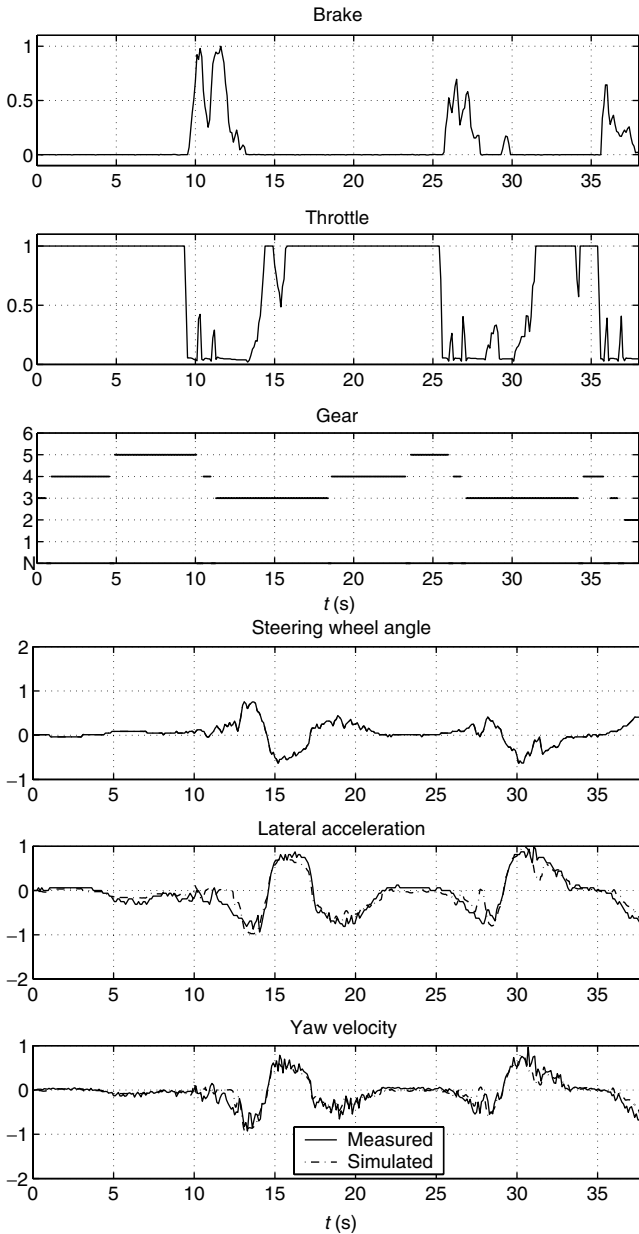 Brake
1
0.5
0
0 5 10 15 20 25 30 35
Throttle
1
0.5
0
0 5 10 15 20 25 30 35
Gear
6
5
4
3
2
1
N
0 5 10 15 20 25 30 35
t (s)
Steering wheel angle
2
1
0
−1
0 5 10 15 20 25 30 35
Lateral acceleration
1
0
−1
−2
0 5 10 15 20 25 30 35
Yaw velocity
1
0
−1
−2
Measured
Simulated
0 5 10 15 20 25 30 35
t (s)